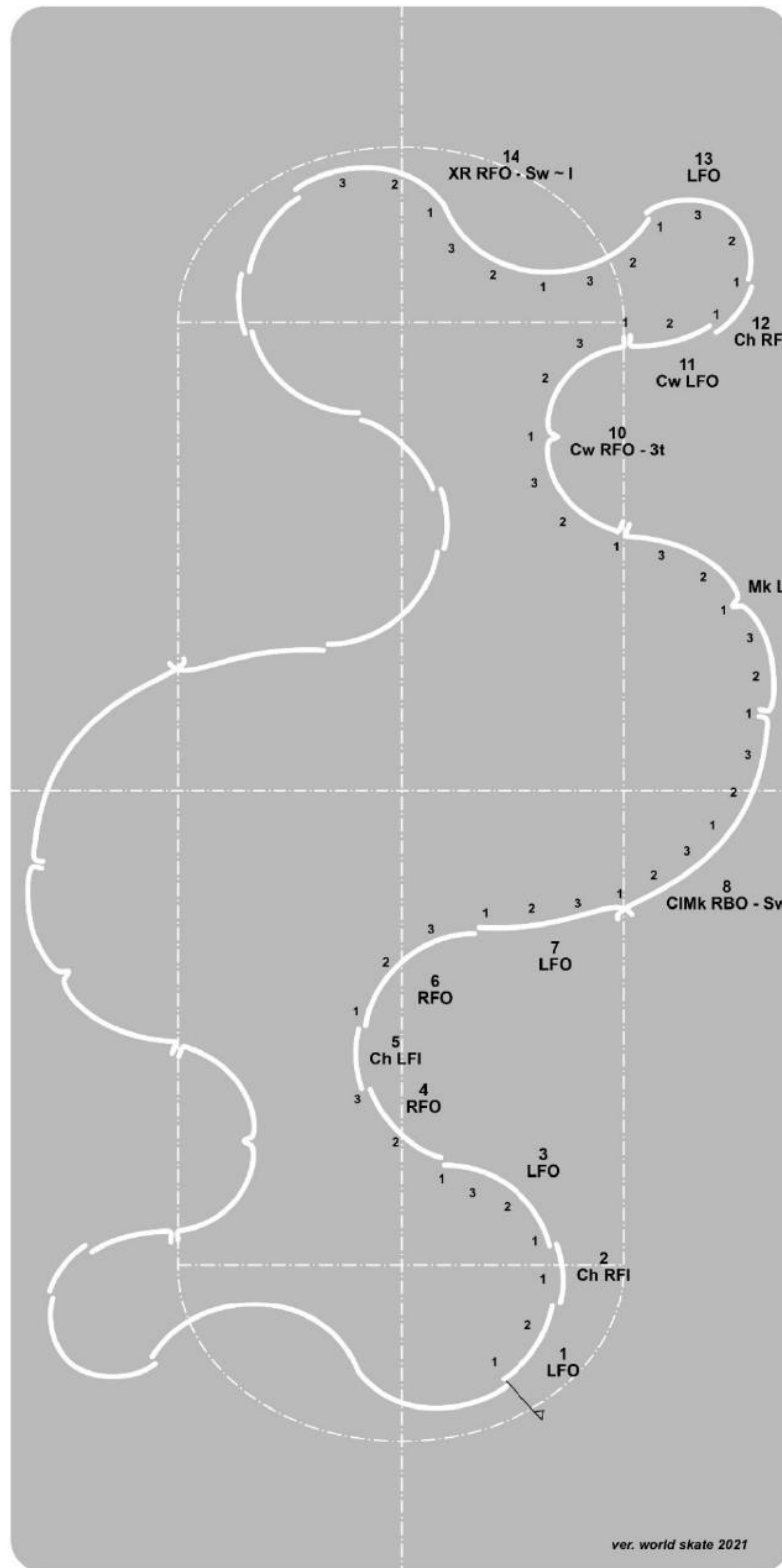 14
XR RFO - Sw ~ I
13
LFO
3 2 1 3 2 1 3 2 1
3 2 1
12
Ch RF
1 2 1
11
Cw LFO
3 2 1
10
Cw RFO - 3t
3 2 1
3 2 1
Mk L
3 2 1
3 2 1
3 2 1
8
ClMk RBO - Sw
3 2 1
7
LFO
3 2 1
6
RFO
5
Ch LFI
4
RFO
3 2
3
LFO
1 3 2 1
2
Ch RFI
1
2
1
1
LFO
ver. world skate 2021